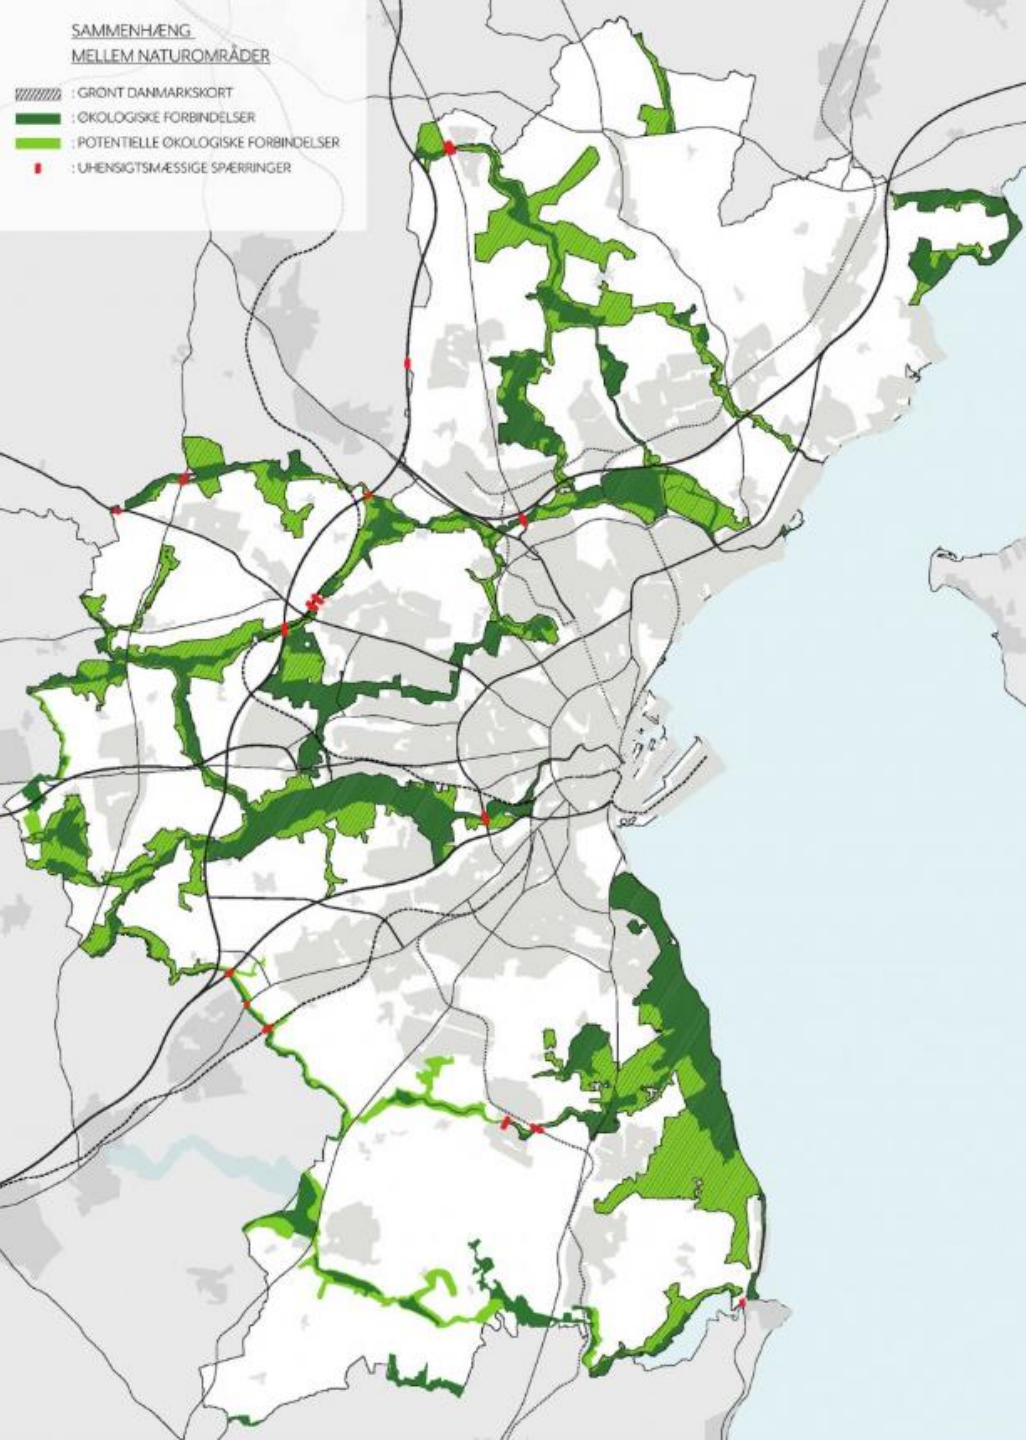 SAMMENHÆNG
MELLEM NATUROMRÅDER
: GRØNT DANMARKSKORT
: ØKOLOGISKE FORBINDELSER
: POTENTIELLE ØKOLOGISKE FORBINDELSER
: UHENSIGTSMÆSSIGE SPÆRRINGER